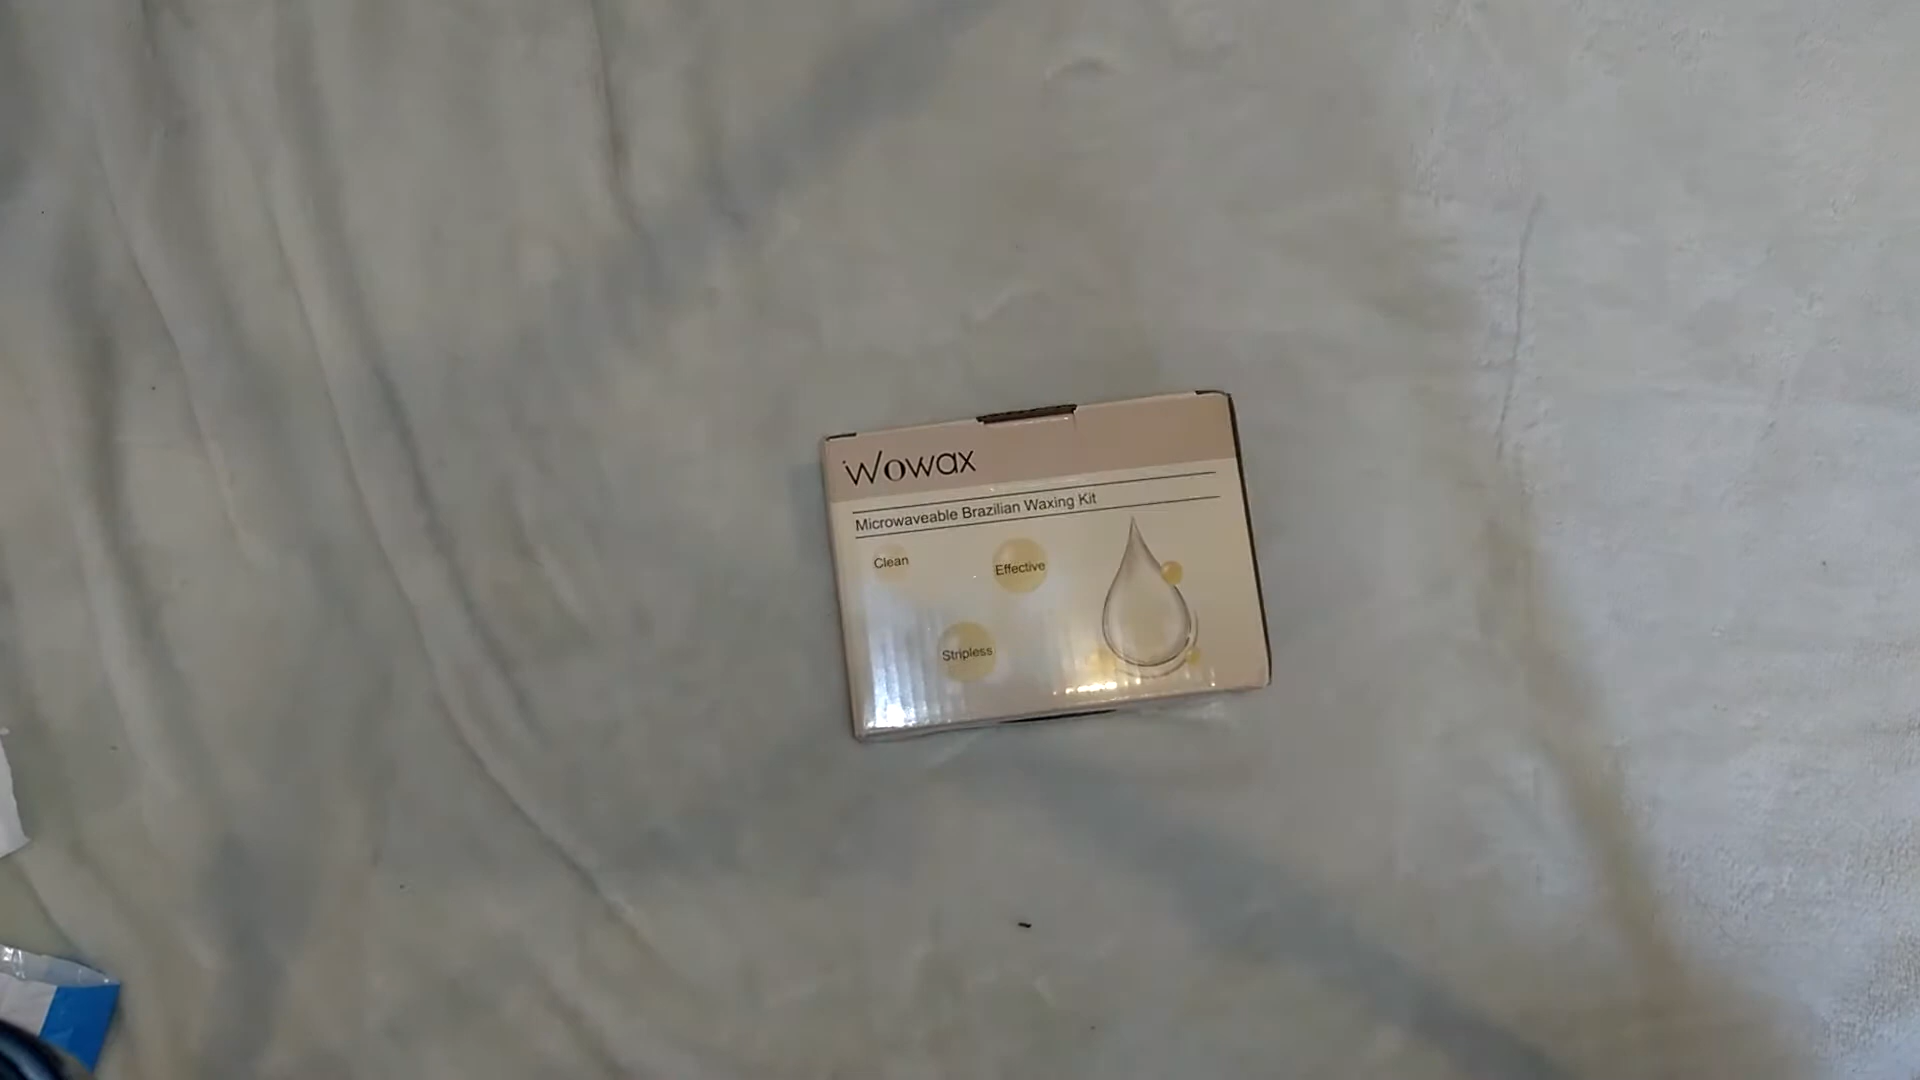 Wowax
Microwaveable Brazilian Waxing Kit
Clean
Effective
Stripless